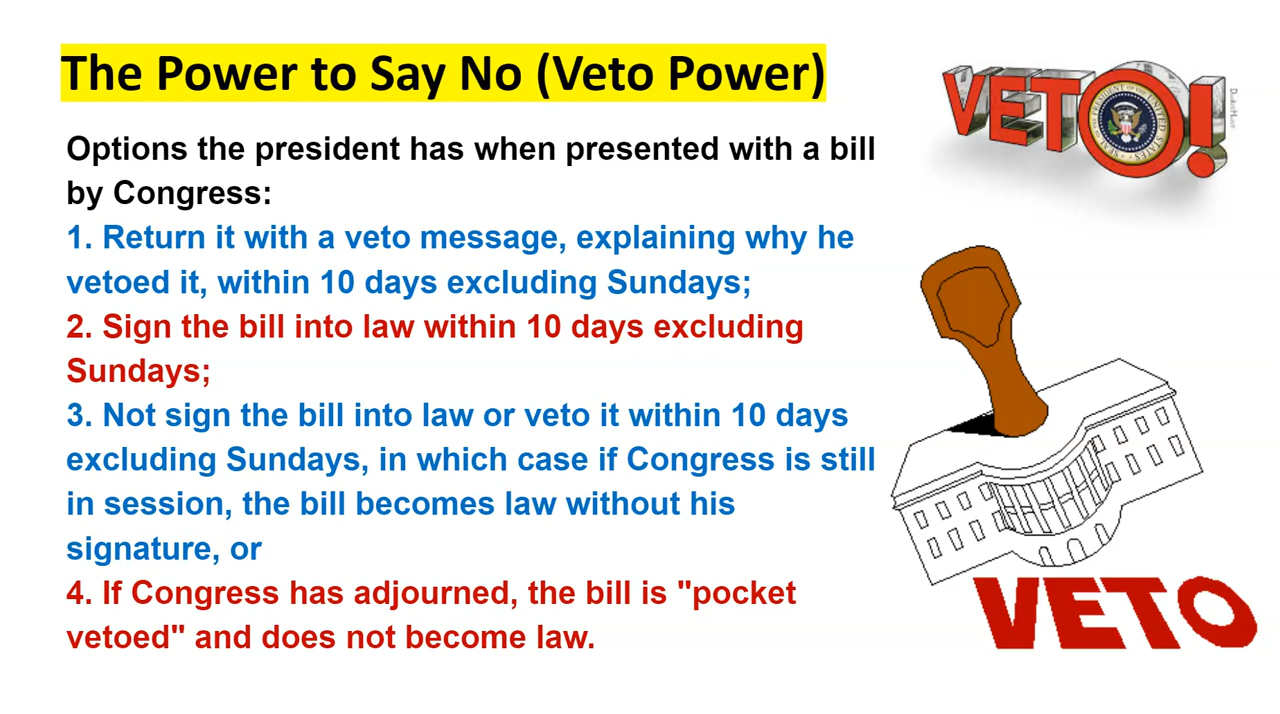 The Power to Say No (Veto Power)
Options the president has when presented with a bill
by Congress:
1. Return it with a veto message, explaining why he
vetoed it, within 10 days excluding Sundays;
2. Sign the bill into law within 10 days excluding
Sundays;
3. Not sign the bill into law or veto it within 10 days
excluding Sundays, in which case if Congress is still
in session, the bill becomes law without his
signature, or
4. If Congress has adjourned, the bill is "pocket
vetoed" and does not become law.
VETO!
VETO